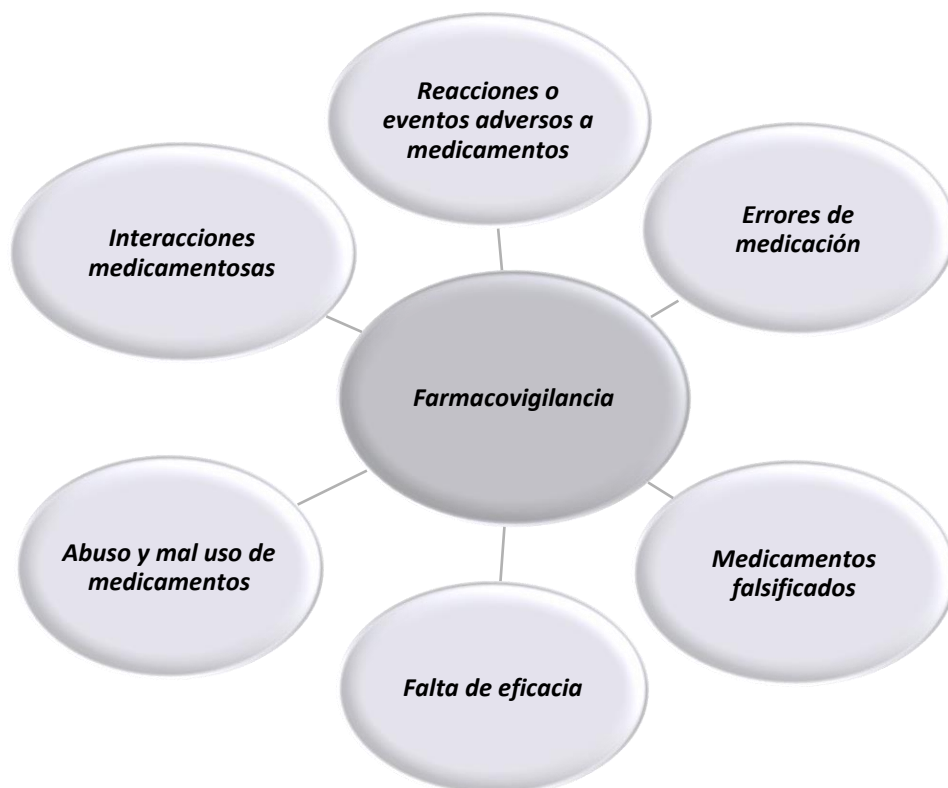 Reacciones o
eventos adversos a
medicamentos
Interacciones
medicamentosas
Errores de
medicación
Farmacovigilancia
Abuso y mal uso de
medicamentos
Medicamentos
falsificados
Falta de eficacia